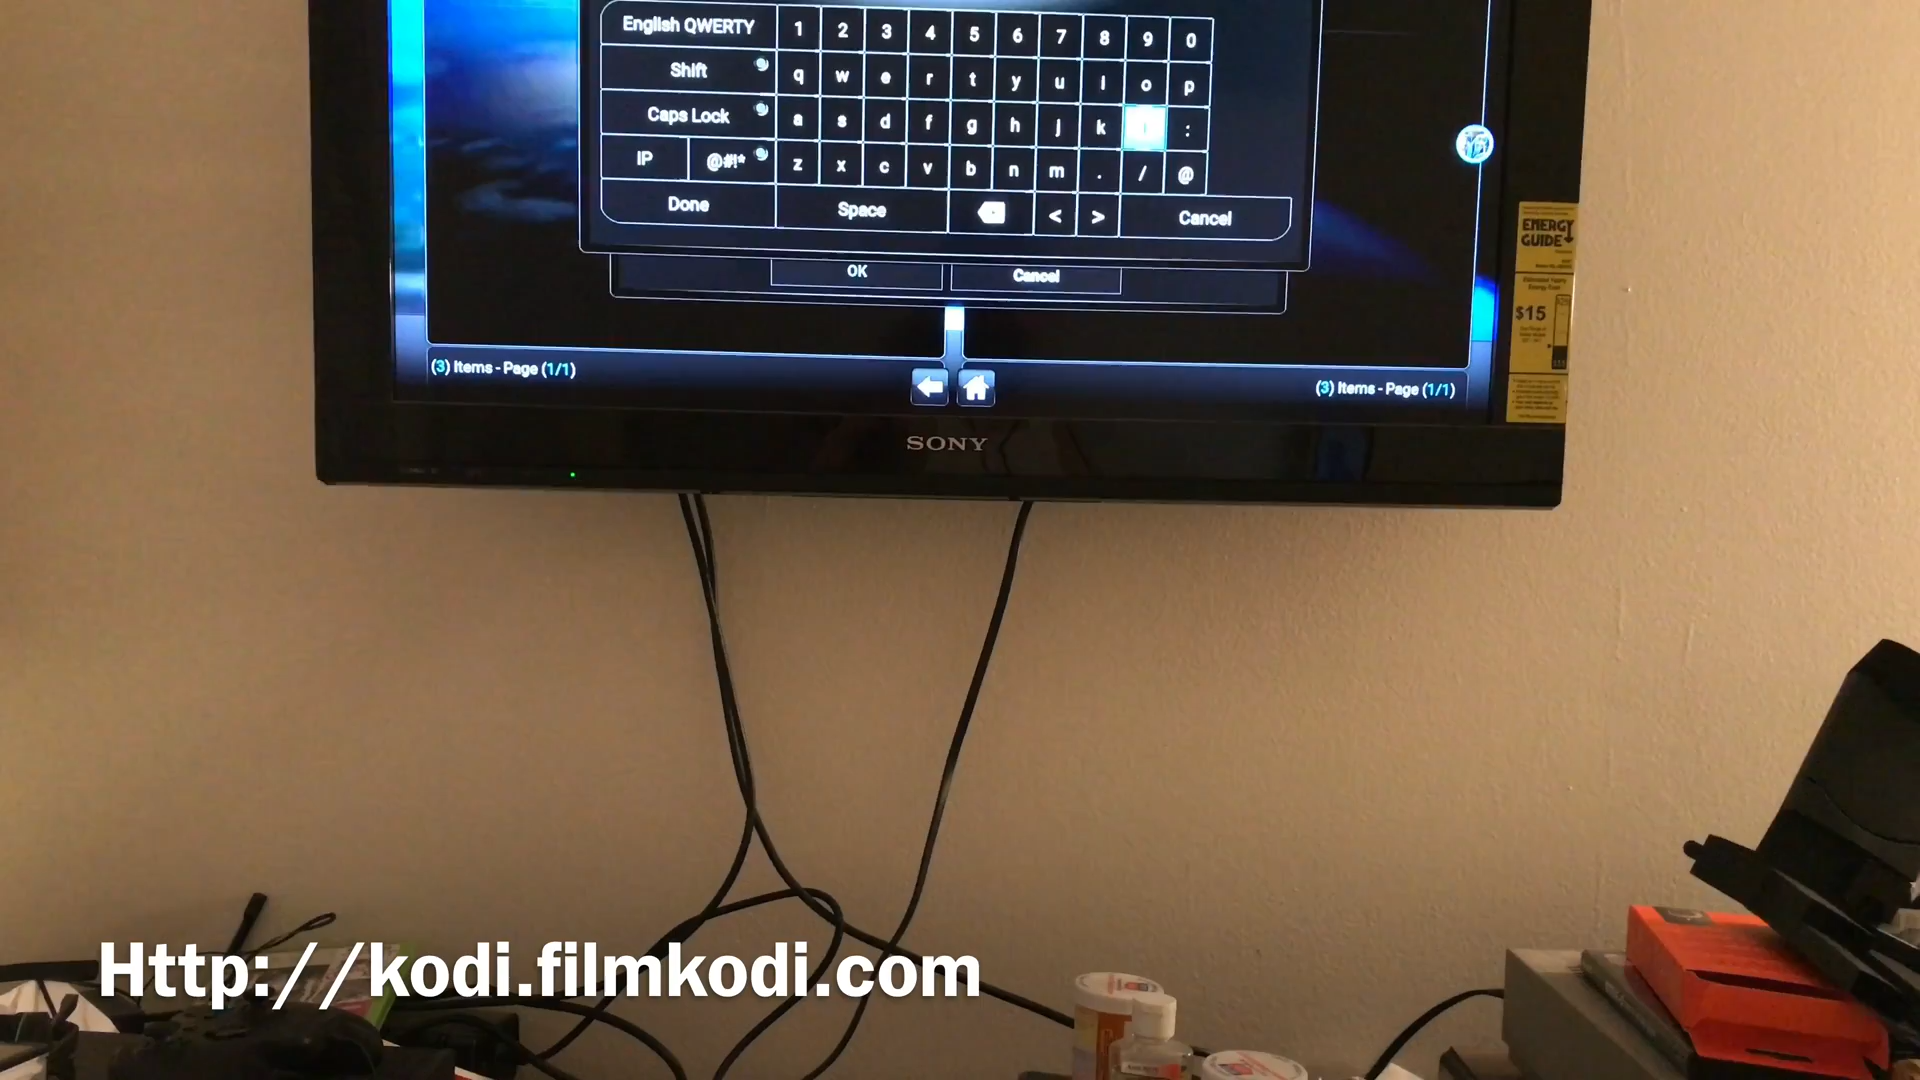 English QWERTY 1 2 3 4 5 6 7 8 9 0
Shift q w e r t y u i o p
Caps Lock a s d f g h j k l :
IP @#!* z x c v b n m . / @
Done Space < > Cancel
OK Cancel
(3) Items - Page (1/1)
(3) Items - Page (1/1)
SONY
ENERGY
GUIDE
$15
Http://kodi.filmkodi.com